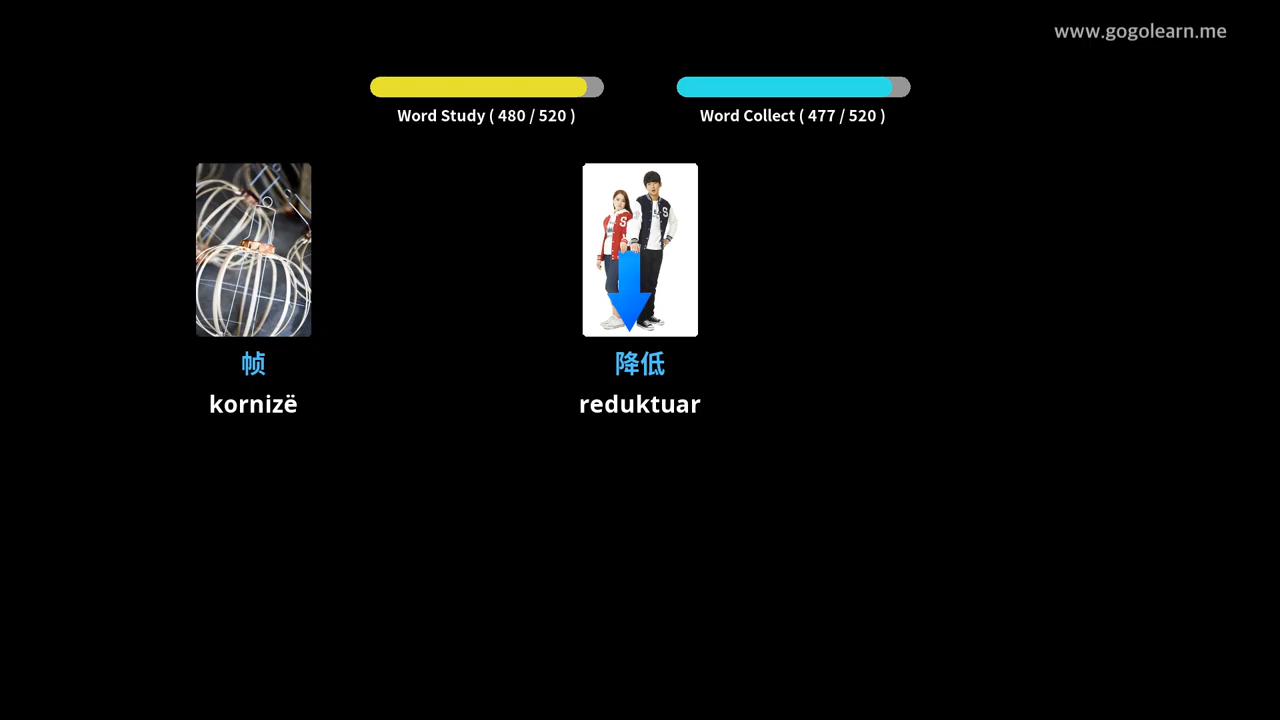 www.gogolearn.me
Word Study ( 480 / 520 )
Word Collect ( 477 / 520 )
帧
降低
kornizë
reduktuar